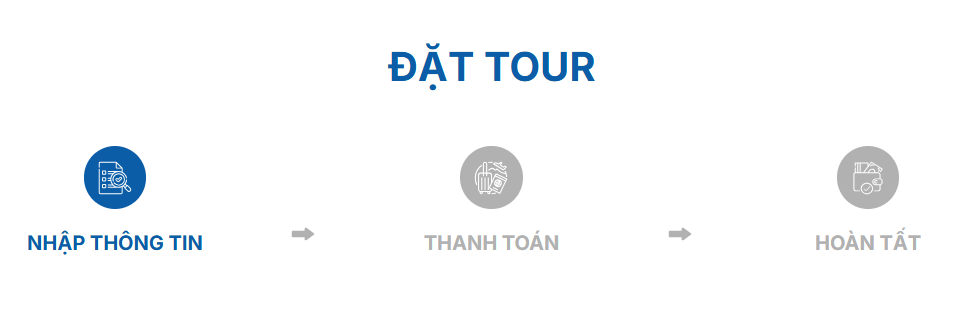 ĐẶT TOUR
NHẬP THÔNG TIN
THANH TOÁN
HOÀN TẤT